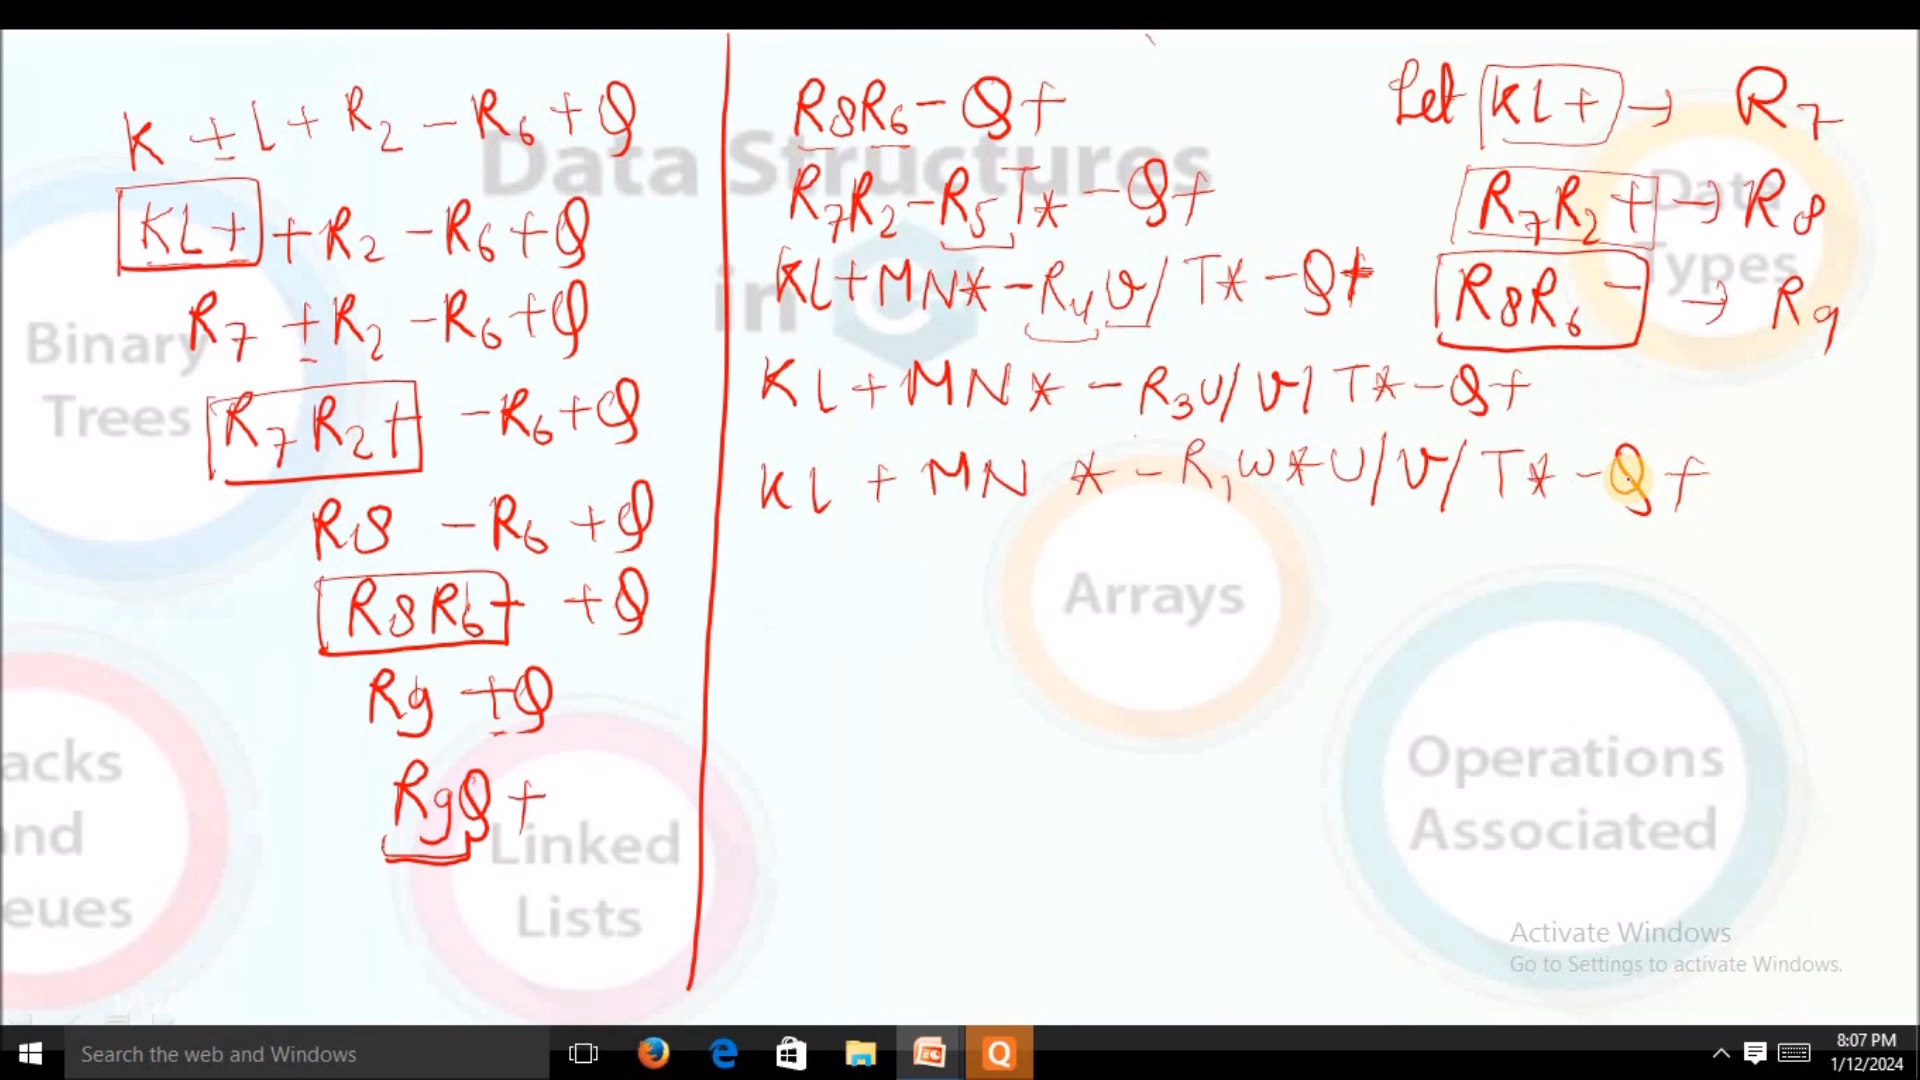 K + L + R2 - R6 + Q
KL+ + R2 - R6 + Q
R7 + R2 - R6 + Q
R7R2+ - R6 + Q
R8 - R6 + Q
R8R6- + Q
R9 + Q
R9Q+
R8R6-Q+
R7R2-R5T*-Q+
KL+MN*-R4V/T*-Q+
KL+MN*-R3U/V/T*-Q+
KL+MN*-R1W*U/V/T*-Q+
Let KL+ → R7
R7R2+ → R8
R8R6- → R9
Data Structures
in C
Data
Types
Binary
Trees
Arrays
Operations
Associated
Linked
Lists
acks
nd
eues
Activate Windows
Go to Settings to activate Windows.
Search the web and Windows
8:07 PM
1/12/2024